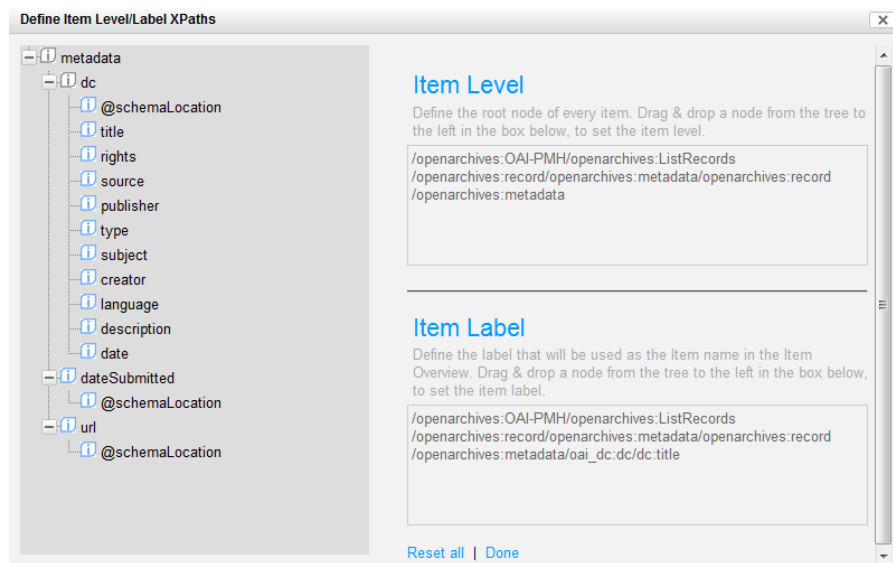 Define Item Level/Label XPaths
metadata
dc
@schemaLocation
title
rights
source
publisher
type
subject
creator
language
description
date
dateSubmitted
@schemaLocation
url
@schemaLocation
Item Level
Define the root node of every item. Drag & drop a node from the tree to
the left in the box below, to set the item level.
/openarchives:OAI-PMH/openarchives:ListRecords
/openarchives:record/openarchives:metadata/openarchives:record
/openarchives:metadata
Item Label
Define the label that will be used as the Item name in the Item
Overview. Drag & drop a node from the tree to the left in the box below,
to set the item label.
/openarchives:OAI-PMH/openarchives:ListRecords
/openarchives:record/openarchives:metadata/openarchives:record
/openarchives:metadata/oai_dc:dc/dc:title
Reset all | Done